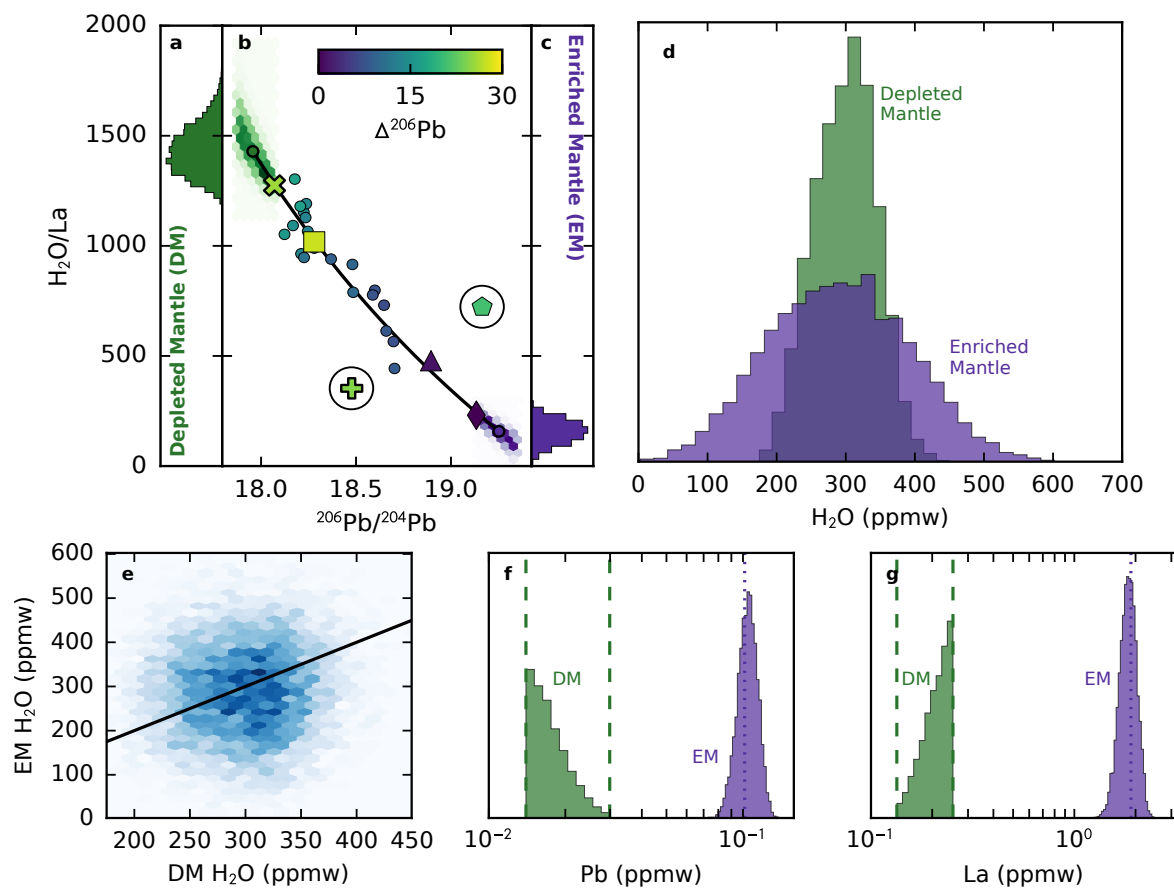 a
b
c
2000
1500
1000
500
0
H₂O/La
Depleted Mantle (DM)
0
15
30
Δ²⁰⁶Pb
Enriched Mantle (EM)
18.0
18.5
19.0
²⁰⁶Pb/²⁰⁴Pb
d
Depleted
Mantle
Enriched
Mantle
0
100
200
300
400
500
600
700
H₂O (ppmw)
e
600
500
400
300
200
100
0
EM H₂O (ppmw)
200
250
300
350
400
450
DM H₂O (ppmw)
f
DM
EM
10⁻²
10⁻¹
Pb (ppmw)
g
DM
EM
10⁻¹
10⁰
La (ppmw)